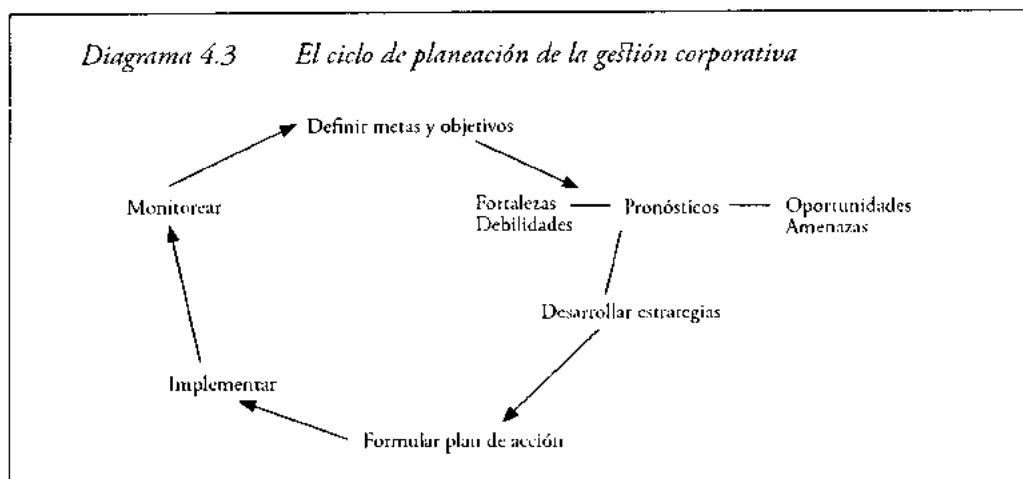 Diagrama 4.3 El ciclo de planeación de la gestión corporativa
Definir metas y objetivos
Monitorear
Fortalezas
Debilidades
Pronósticos
Oportunidades
Amenazas
Desarrollar estrategias
Implementar
Formular plan de acción